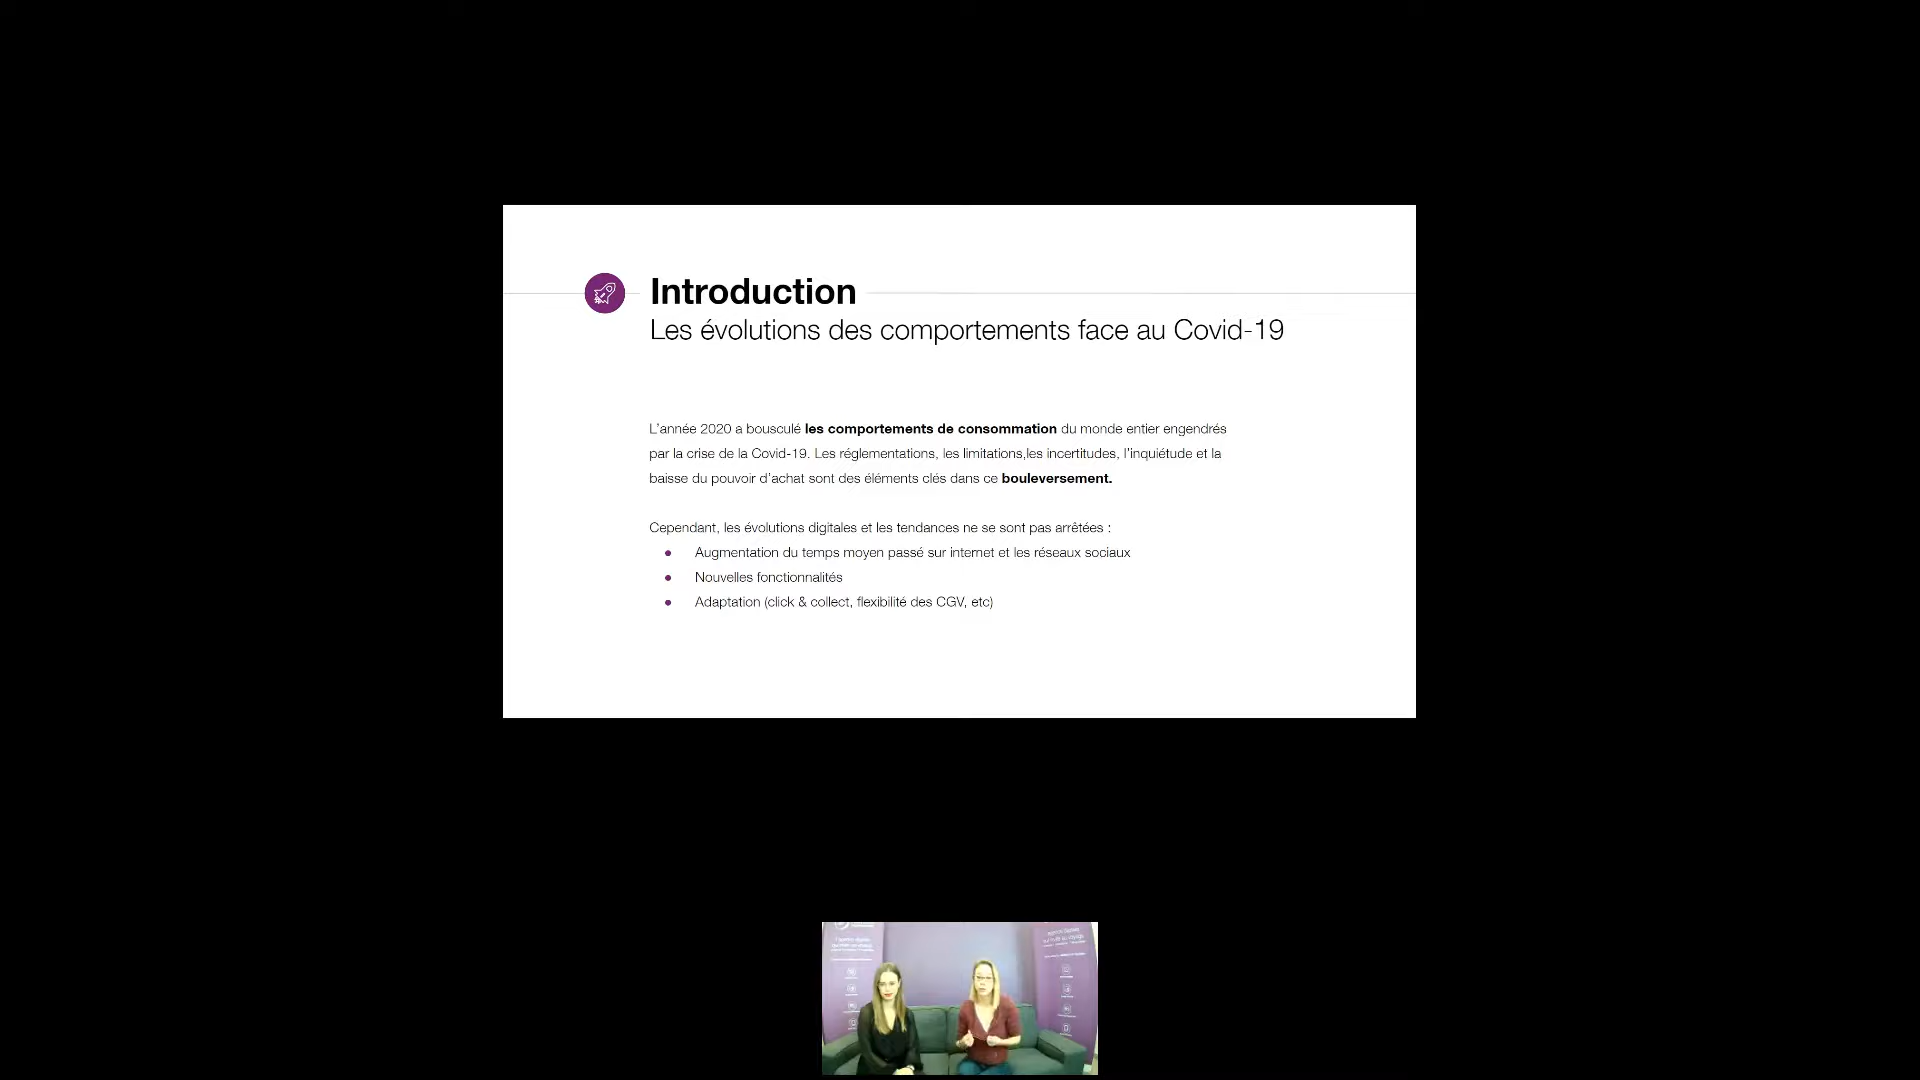 Introduction
Les évolutions des comportements face au Covid-19
L'année 2020 a bousculé les comportements de consommation du monde entier engendrés
par la crise de la Covid-19. Les réglementations, les limitations,les incertitudes, l'inquiétude et la
baisse du pouvoir d'achat sont des éléments clés dans ce bouleversement.
Cependant, les évolutions digitales et les tendances ne se sont pas arrêtées :
● Augmentation du temps moyen passé sur internet et les réseaux sociaux
● Nouvelles fonctionnalités
● Adaptation (click & collect, flexibilité des CGV, etc)